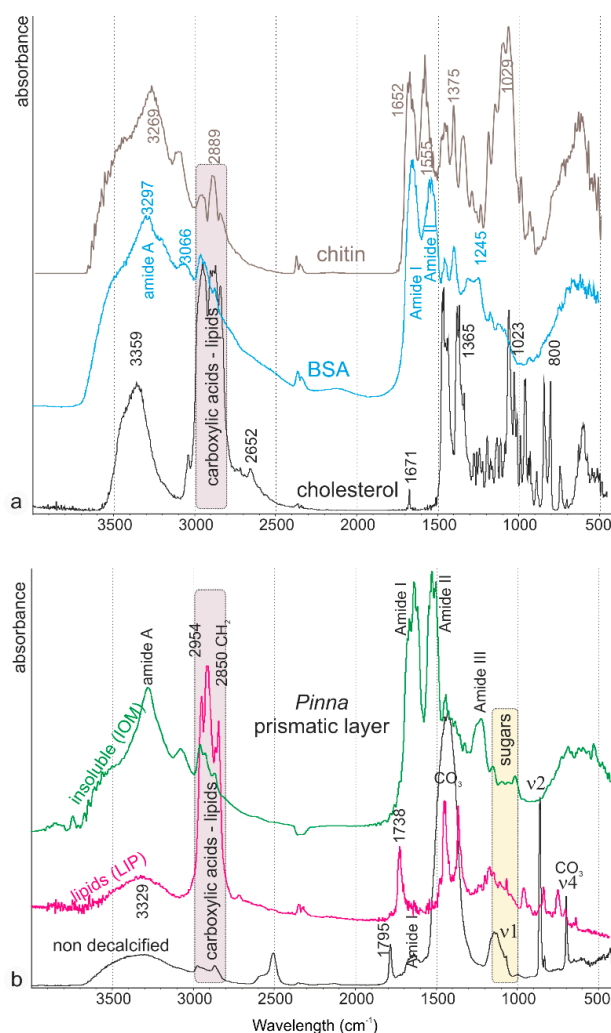 absorbance
3269
2889
1652
1375
1029
chitin
3297
amide A
3066
1555
Amide I
Amide II
1245
BSA
carboxylic acids - lipids
3359
2652
1671
1365
1023
800
cholesterol
a
3500 3000 2500 2000 1500 1000 500
absorbance
amide A
2954
2850 CH2
Amide I
Amide II
Amide III
Pinna
prismatic layer
sugars
insoluble (IOM)
carboxylic acids - lipids
CO3
ν2
1738
lipids (LIP)
3329
CO3
ν4
non decalcified
1795
Amide I
ν1
b
3500 3000 2500 2000 1500 1000 500
Wavelength (cm-1)